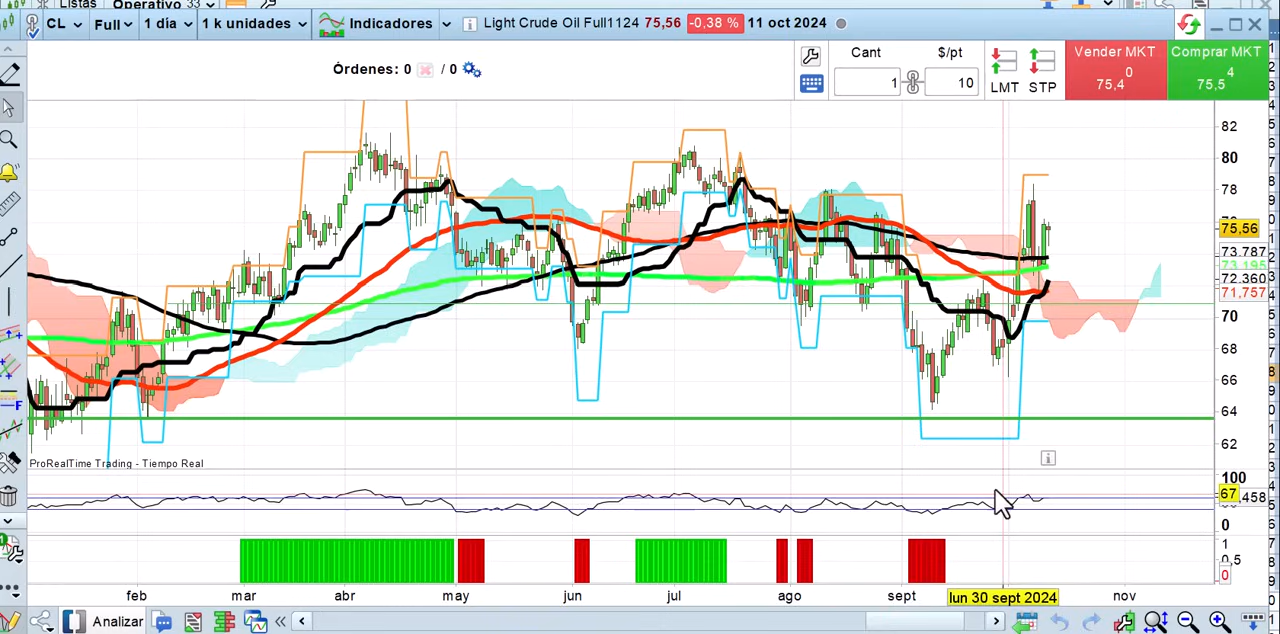 Listas Operativo 33
CL Full 1 día 1 k unidades Indicadores Light Crude Oil Full1124 75,56 -0,38 % 11 oct 2024
Órdenes: 0 / 0
Cant $/pt
1 10
LMT STP
Vender MKT
75,4 0
Comprar MKT
75,5 4
82
80
78
75,56
73.787
73,195
72.360
71,757
70
68
66
64
62
ProRealTime Trading - Tiempo Real
100
67 ,458
0
1
0,5
0
feb mar abr may jun jul ago sept lun 30 sept 2024 nov
Analizar